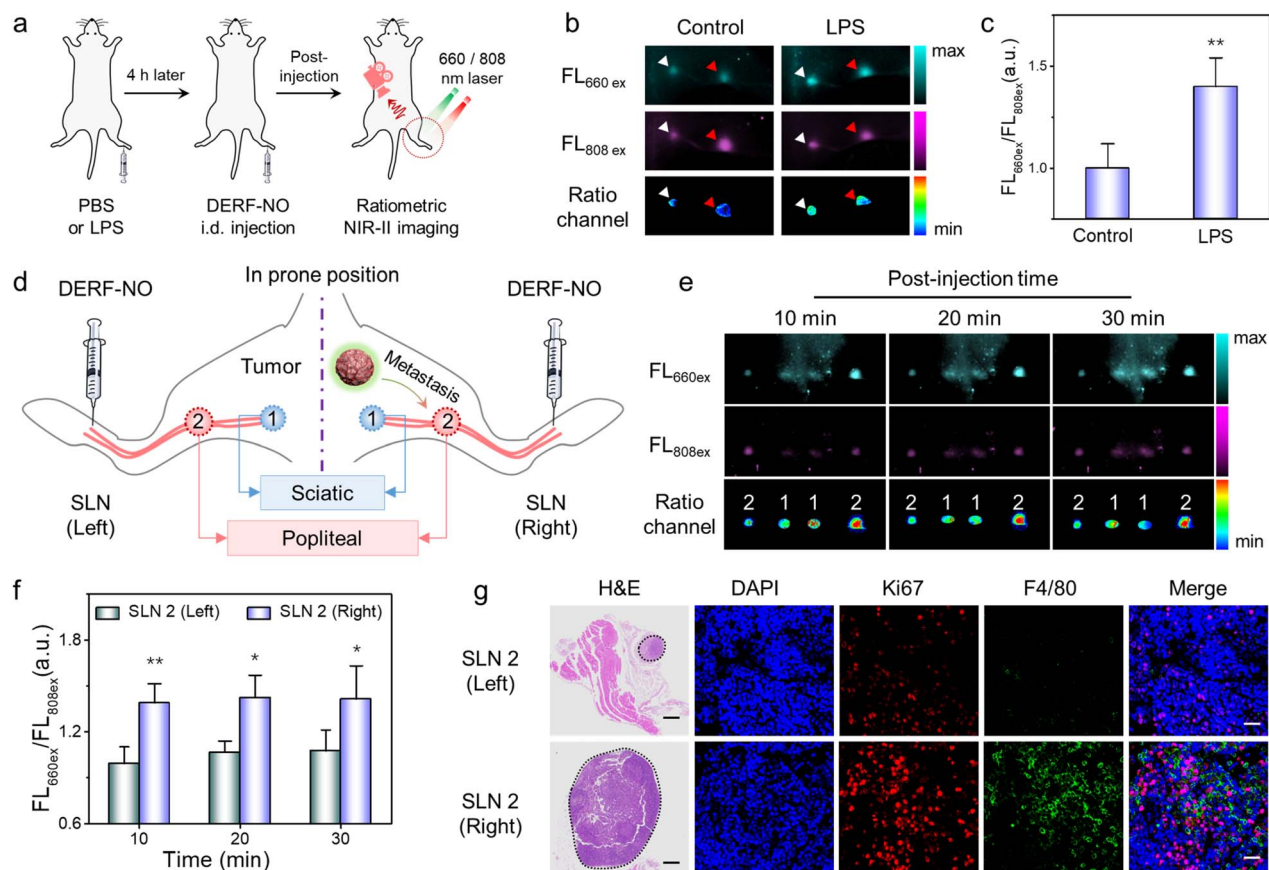 a
4 h later
Post-
injection
660 / 808
nm laser
PBS
or LPS
DERF-NO
i.d. injection
Ratiometric
NIR-II imaging
b
Control
LPS
FL660 ex
FL808 ex
Ratio
channel
max
min
c
FL660ex/FL808ex(a.u.)
1.5
1.0
**
Control
LPS
d
In prone position
DERF-NO
DERF-NO
Tumor
Metastasis
2
1
1
2
SLN
(Left)
Sciatic
Popliteal
SLN
(Right)
e
Post-injection time
10 min
20 min
30 min
FL660ex
FL808ex
Ratio
channel
2 1 1 2
2 1 1 2
2 1 1 2
max
min
f
SLN 2 (Left)
SLN 2 (Right)
FL660ex/FL808ex(a.u.)
1.8
1.2
0.6
**
*
*
10
20
30
Time (min)
g
H&E
DAPI
Ki67
F4/80
Merge
SLN 2
(Left)
SLN 2
(Right)